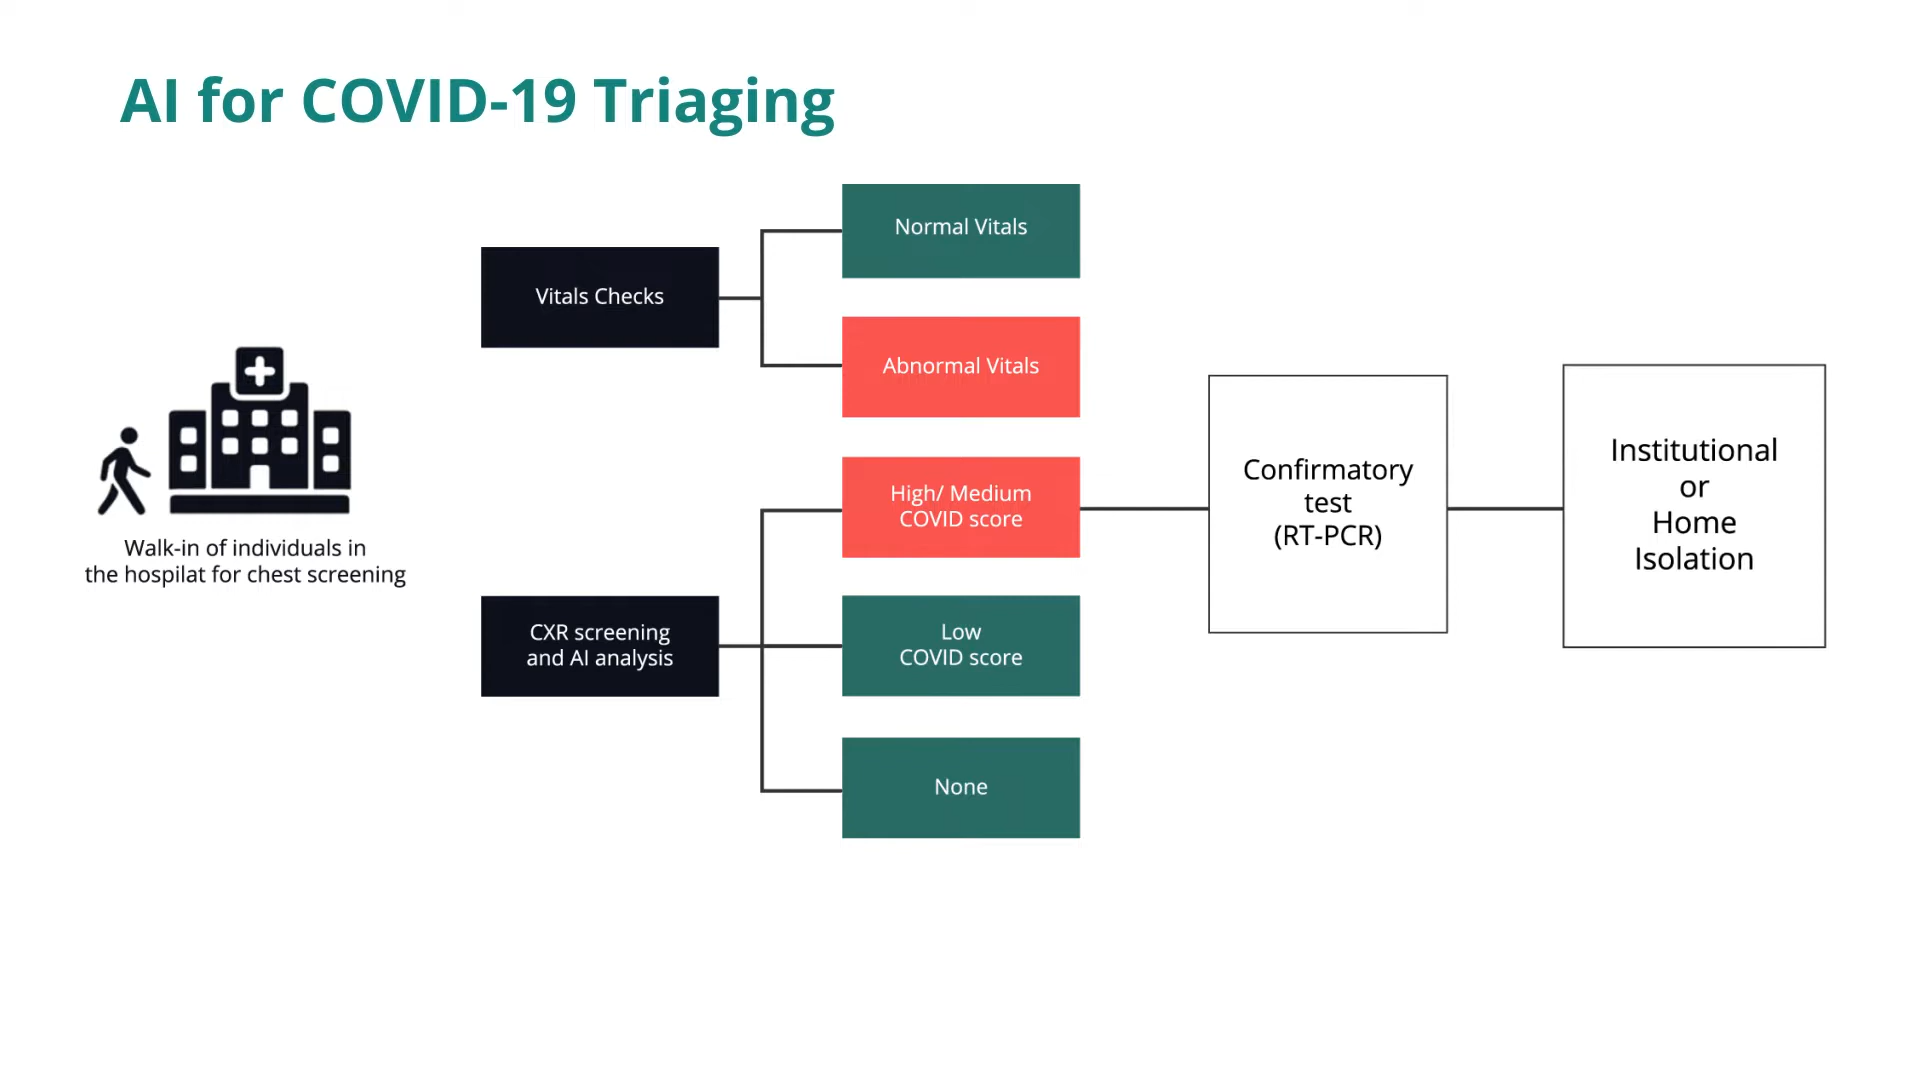 AI for COVID-19 Triaging
Walk-in of individuals in
the hospilat for chest screening
Vitals Checks
CXR screening
and AI analysis
Normal Vitals
Abnormal Vitals
High/ Medium
COVID score
Low
COVID score
None
Confirmatory
test
(RT-PCR)
Institutional
or
Home
Isolation